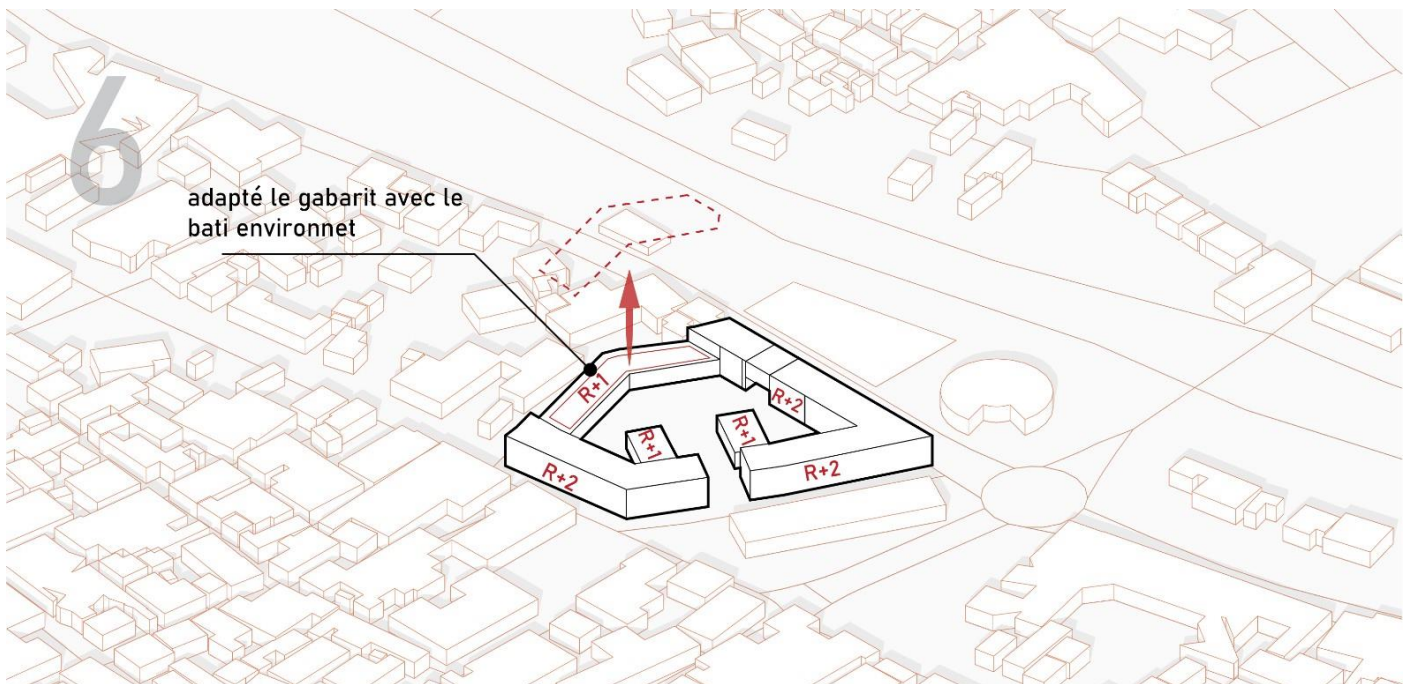 6
adapté le gabarit avec le
bati environnet
R+1
R+2
R+1
R+1
R+2
R+2